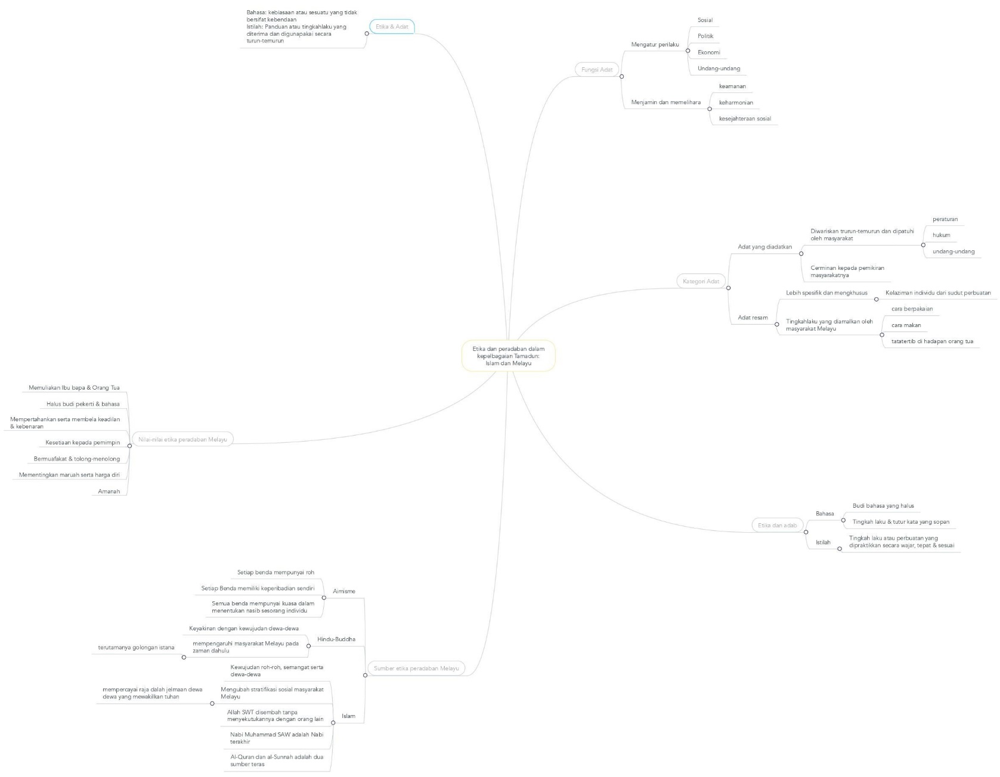 Etika dan peradaban dalam
kepelbagaian Tamadun:
Islam dan Melayu
Etika & Adat
Bahasa: kebiasaan atau sesuatu yang tidak
bersifat kebendaan
Istilah: Panduan atau tingkahlaku yang
diterima dan digunapakai secara
turun-temurun
Fungsi Adat
Mengatur perilaku
Sosial
Politik
Ekonomi
Undang-undang
Menjamin dan memelihara
keamanan
keharmonian
kesejahteraan sosial
Kategori Adat
Adat yang diadatkan
Diwariskan trurun-temurun dan dipatuhi
oleh masyarakat
peraturan
hukum
undang-undang
Cerminan kepada pemikiran
masyarakatnya
Adat resam
Lebih spesifik dan mengkhusus
Kelaziman individu dari sudut perbuatan
Tingkahlaku yang diamalkan oleh
masyarakat Melayu
cara berpakaian
cara makan
tatatertib di hadapan orang tua
Etika dan adab
Bahasa
Budi bahasa yang halus
Tingkah laku & tutur kata yang sopan
Istilah
Tingkah laku atau perbuatan yang
dipraktikkan secara wajar, tepat & sesuai
Nilai-nilai etika peradaban Melayu
Memuliakan Ibu bapa & Orang Tua
Halus budi pekerti & bahasa
Mempertahankan serta membela keadilan
& kebenaran
Kesetiaan kepada pemimpin
Bermuafakat & tolong-menolong
Mementingkan maruah serta harga diri
Amanah
Sumber etika peradaban Melayu
Aimisme
Setiap benda mempunyai roh
Setiap Benda memiliki keperibadian sendiri
Semua benda mempunyai kuasa dalam
menentukan nasib sesorang individu
Hindu-Buddha
Keyakinan dengan kewujudan dewa-dewa
mempengaruhi masyarakat Melayu pada
zaman dahulu
terutamanya golongan istana
Islam
Kewujudan roh-roh, semangat serta
dewa-dewa
Mengubah stratifikasi sosial masyarakat
Melayu
mempercayai raja dalah jelmaan dewa
dewa yang mewakilkan tuhan
Allah SWT disembah tanpa
menyekutukannya dengan orang lain
Nabi Muhammad SAW adalah Nabi
terakhir
Al-Quran dan al-Sunnah adalah dua
sumber teras